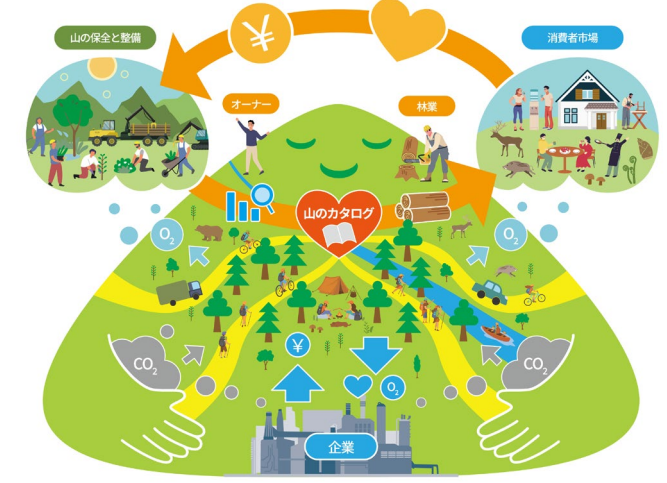 ¥
山の保全と整備
消費者市場
オーナー
林業
山のカタログ
O₂
O₂
¥
CO₂
CO₂
O₂
企業